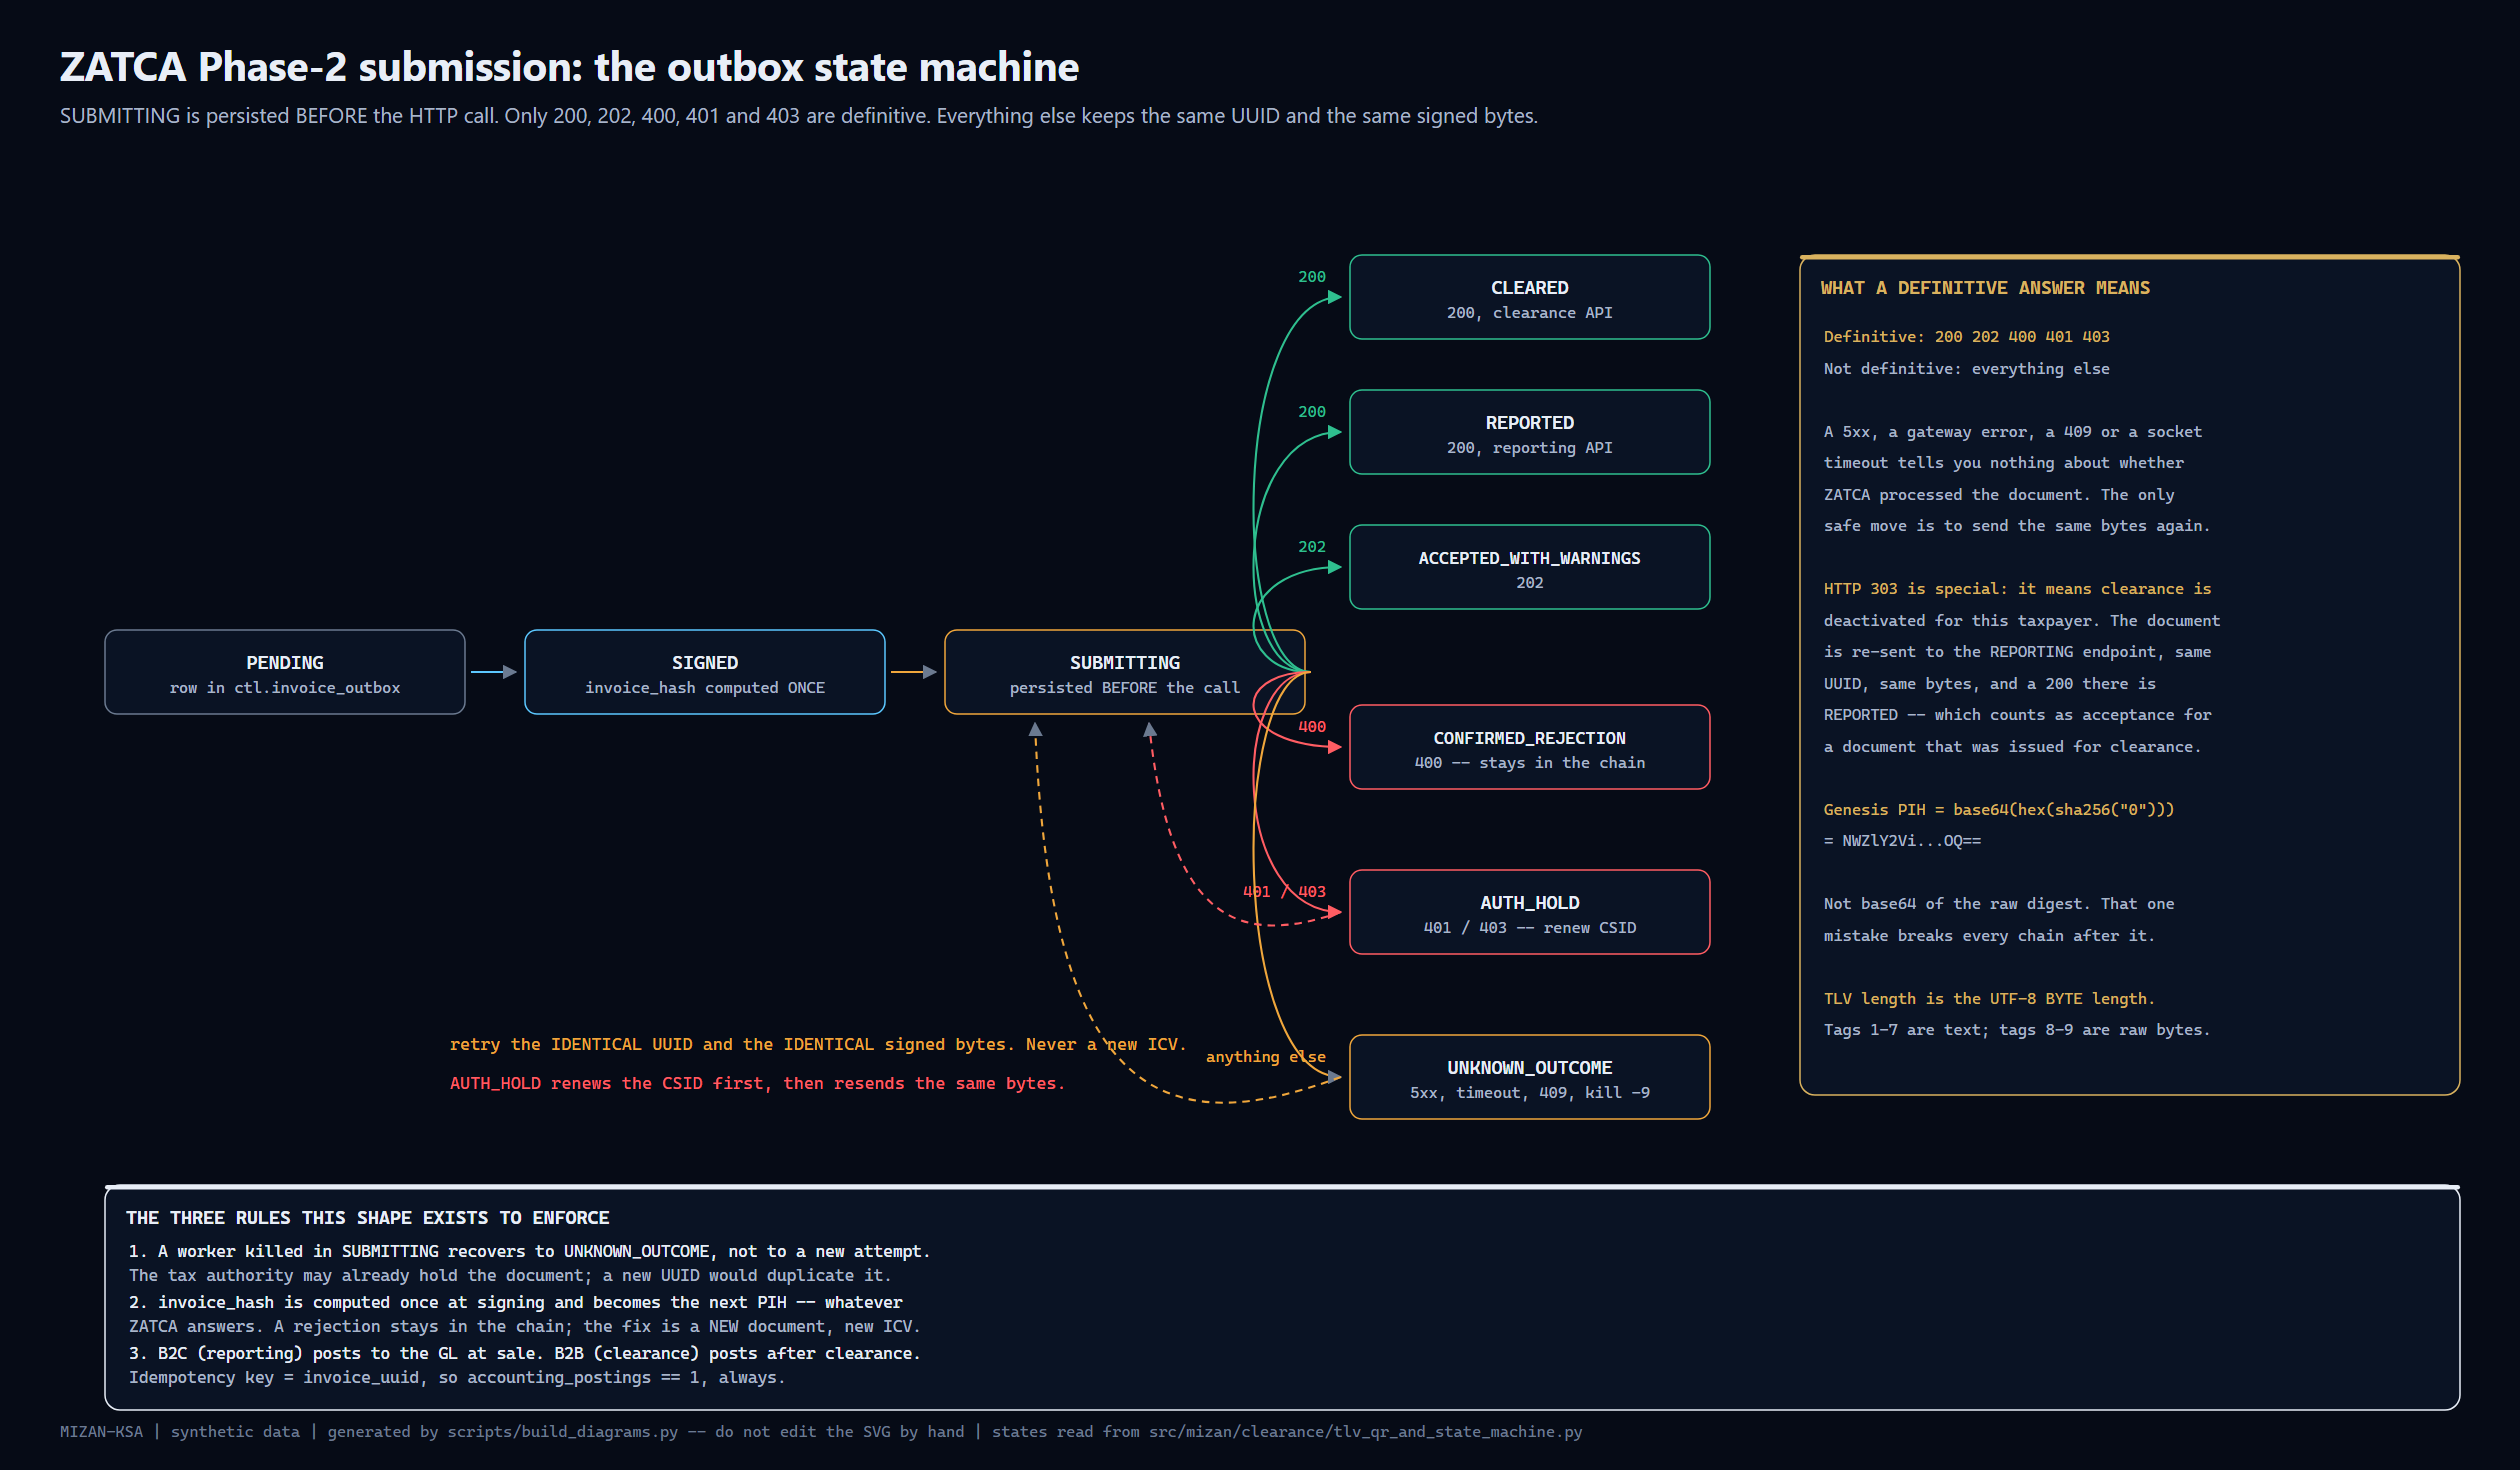 ZATCA Phase-2 submission: the outbox state machine
SUBMITTING is persisted BEFORE the HTTP call. Only 200, 202, 400, 401 and 403 are definitive. Everything else keeps the same UUID and the same signed bytes.
PENDING
row in ctl.invoice_outbox
SIGNED
invoice_hash computed ONCE
SUBMITTING
persisted BEFORE the call
200
CLEARED
200, clearance API
200
REPORTED
200, reporting API
202
ACCEPTED_WITH_WARNINGS
202
400
CONFIRMED_REJECTION
400 -- stays in the chain
401 / 403
AUTH_HOLD
401 / 403 -- renew CSID
anything else
UNKNOWN_OUTCOME
5xx, timeout, 409, kill -9
retry the IDENTICAL UUID and the IDENTICAL signed bytes. Never a new ICV.
AUTH_HOLD renews the CSID first, then resends the same bytes.
WHAT A DEFINITIVE ANSWER MEANS
Definitive: 200 202 400 401 403
Not definitive: everything else
A 5xx, a gateway error, a 409 or a socket
timeout tells you nothing about whether
ZATCA processed the document. The only
safe move is to send the same bytes again.
HTTP 303 is special: it means clearance is
deactivated for this taxpayer. The document
is re-sent to the REPORTING endpoint, same
UUID, same bytes, and a 200 there is
REPORTED -- which counts as acceptance for
a document that was issued for clearance.
Genesis PIH = base64(hex(sha256("0")))
= NWZlY2Vi...OQ==
Not base64 of the raw digest. That one
mistake breaks every chain after it.
TLV length is the UTF-8 BYTE length.
Tags 1-7 are text; tags 8-9 are raw bytes.
THE THREE RULES THIS SHAPE EXISTS TO ENFORCE
1. A worker killed in SUBMITTING recovers to UNKNOWN_OUTCOME, not to a new attempt.
The tax authority may already hold the document; a new UUID would duplicate it.
2. invoice_hash is computed once at signing and becomes the next PIH -- whatever
ZATCA answers. A rejection stays in the chain; the fix is a NEW document, new ICV.
3. B2C (reporting) posts to the GL at sale. B2B (clearance) posts after clearance.
Idempotency key = invoice_uuid, so accounting_postings == 1, always.
MIZAN-KSA | synthetic data | generated by scripts/build_diagrams.py -- do not edit the SVG by hand | states read from src/mizan/clearance/tlv_qr_and_state_machine.py